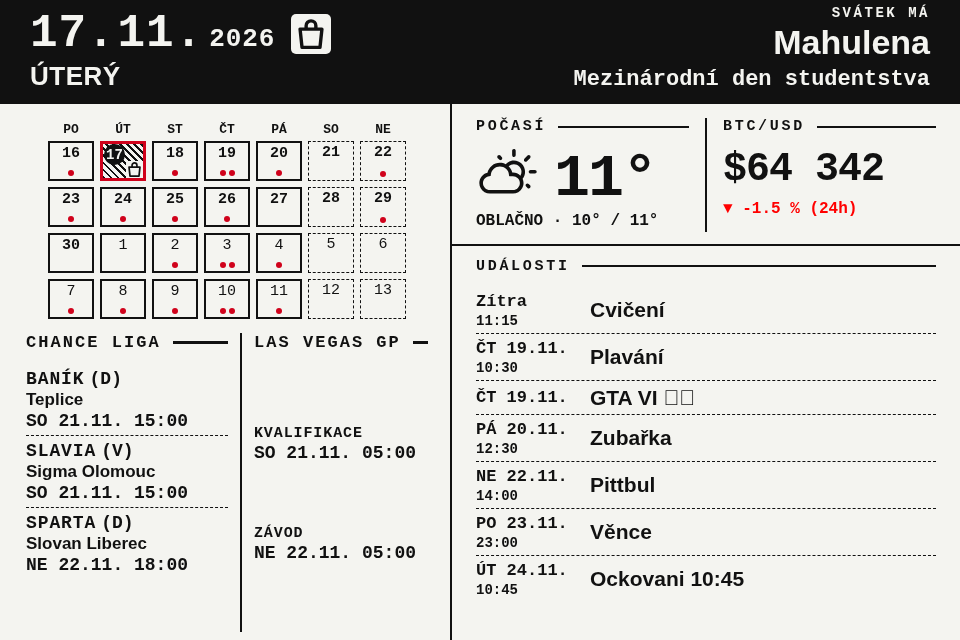 17.11. 2026
ÚTERÝ
SVÁTEK MÁ
Mahulena
Mezinárodní den studentstva
PO ÚT ST ČT PÁ SO NE
16 17 18 19 20 21 22
23 24 25 26 27 28 29
30 1 2 3 4 5 6
7 8 9 10 11 12 13
CHANCE LIGA
BANÍK (D)
Teplice
SO 21.11. 15:00
SLAVIA (V)
Sigma Olomouc
SO 21.11. 15:00
SPARTA (D)
Slovan Liberec
NE 22.11. 18:00
LAS VEGAS GP
KVALIFIKACE
SO 21.11. 05:00
ZÁVOD
NE 22.11. 05:00
POČASÍ
11°
OBLAČNO · 10° / 11°
BTC/USD
$64 342
▼ -1.5 % (24h)
UDÁLOSTI
Zítra
11:15
Cvičení
ČT 19.11.
10:30
Plavání
ČT 19.11.
GTA VI
PÁ 20.11.
12:30
Zubařka
NE 22.11.
14:00
Pittbul
PO 23.11.
23:00
Věnce
ÚT 24.11.
10:45
Ockovani 10:45